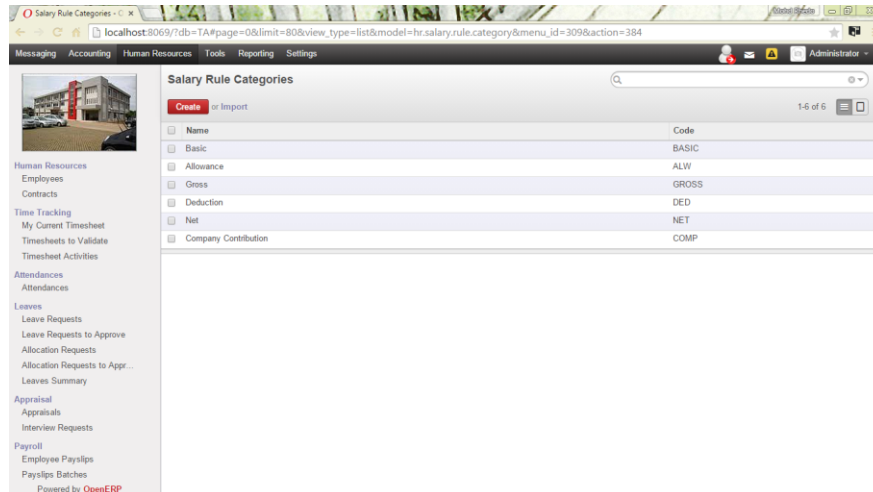 Salary Rule Categories - C ×
localhost:8069/?db=TA#page=0&limit=80&view_type=list&model=hr.salary.rule.category&menu_id=309&action=384
Messaging Accounting Human Resources Tools Reporting Settings Administrator
Salary Rule Categories
Create or Import 1-6 of 6
Name Code
Basic BASIC
Allowance ALW
Gross GROSS
Deduction DED
Net NET
Company Contribution COMP
Human Resources
Employees
Contracts
Time Tracking
My Current Timesheet
Timesheets to Validate
Timesheet Activities
Attendances
Attendances
Leaves
Leave Requests
Leave Requests to Approve
Allocation Requests
Allocation Requests to Appr...
Leaves Summary
Appraisal
Appraisals
Interview Requests
Payroll
Employee Payslips
Payslips Batches
Powered by OpenERP